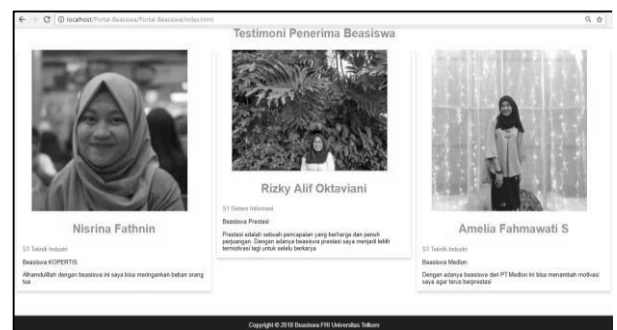 localhost/Portal-Beasiswa/Portal-Beasiswa/index.html
Testimoni Penerima Beasiswa
Nisrina Fathnin
S1 Teknik Industri
Beasiswa KOPERTIS
Alhamdulillah dengan beasiswa ini saya bisa meringankan beban orang
tua
Rizky Alif Oktaviani
S1 Sistem Informasi
Beasiswa Prestasi
Prestasi adalah sebuah pencapaian yang berharga dan penuh
perjuangan. Dengan adanya beasiswa prestasi saya menjadi lebih
termotivasi lagi untuk selalu berkarya
Amelia Fahmawati S
S1 Teknik Industri
Beasiswa Medion
Dengan adanya beasiswa dari PT Medion ini bisa menambah motivasi
saya agar terus berprestasi
Copyright © 2018 Beasiswa FRI Universitas Telkom